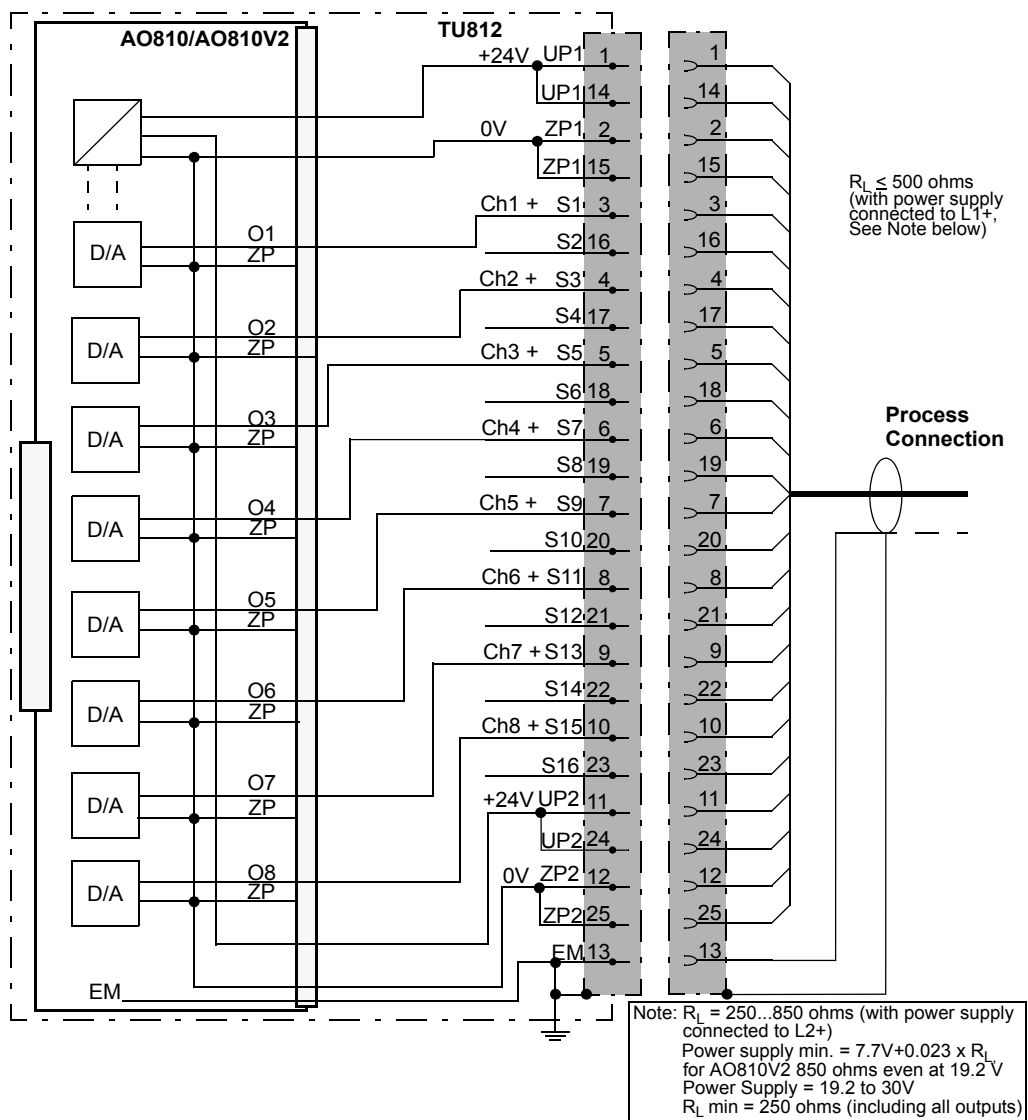 AO810/AO810V2
TU812
+24V UP1 1 1
UP1 14 14
0V ZP1 2 2
ZP1 15 15
Ch1 + S1 3 3
S2 16 16
Ch2 + S3 4 4
S4 17 17
Ch3 + S5 5 5
S6 18 18
Ch4 + S7 6 6
S8 19 19
Ch5 + S9 7 7
S10 20 20
Ch6 + S11 8 8
S12 21 21
Ch7 + S13 9 9
S14 22 22
Ch8 + S15 10 10
S16 23 23
+24V UP2 11 11
UP2 24 24
0V ZP2 12 12
ZP2 25 25
EM 13 13
D/A O1
ZP
D/A O2
ZP
D/A O3
ZP
D/A O4
ZP
D/A O5
ZP
D/A O6
ZP
D/A O7
ZP
D/A O8
ZP
EM
RL ≤ 500 ohms
(with power supply
connected to L1+,
See Note below)
Process
Connection
Note: RL = 250...850 ohms (with power supply
connected to L2+)
Power supply min. = 7.7V+0.023 x RL,
for AO810V2 850 ohms even at 19.2 V
Power Supply = 19.2 to 30V
RL min = 250 ohms (including all outputs)